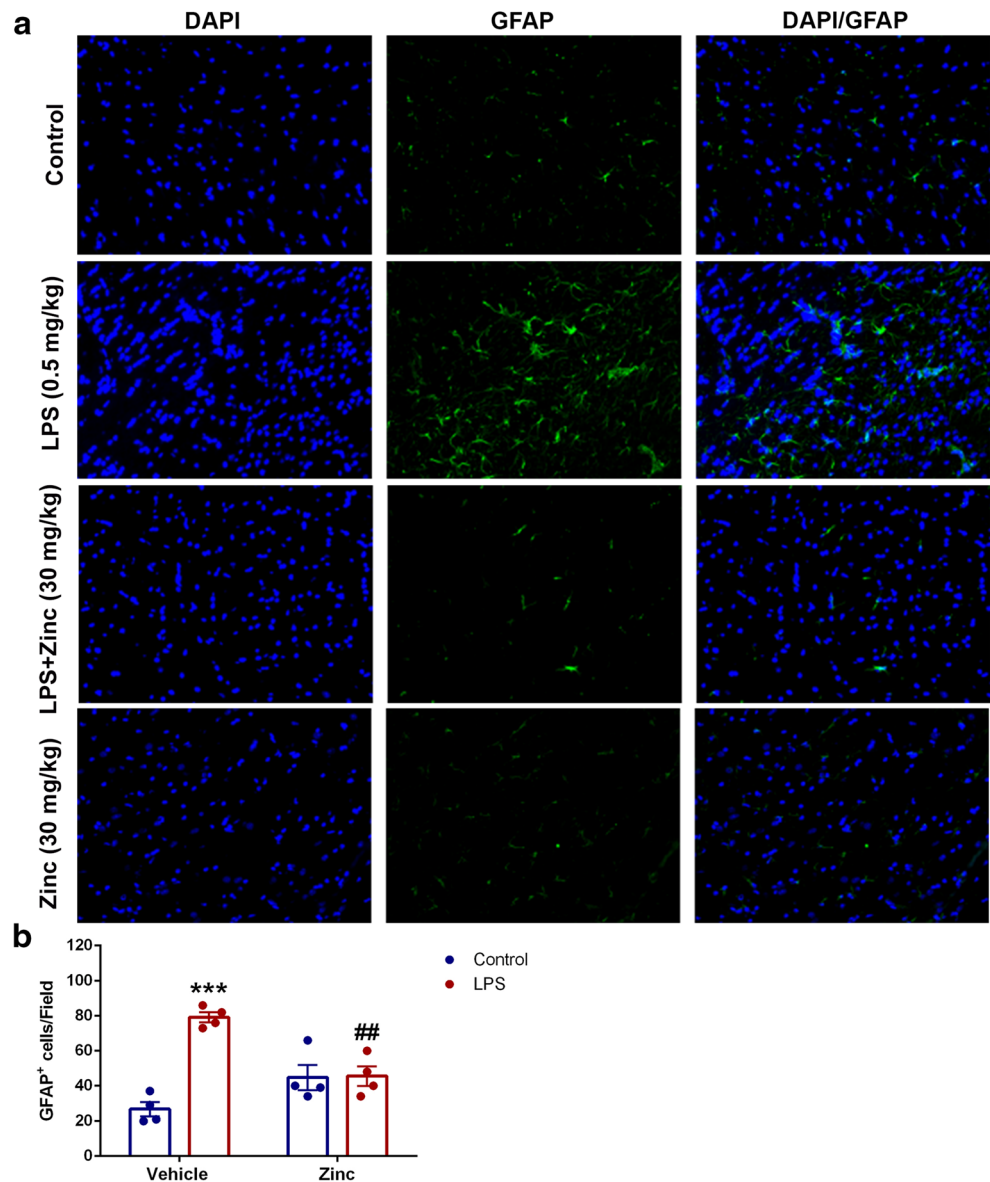 a
DAPI
GFAP
DAPI/GFAP
Control
LPS (0.5 mg/kg)
LPS+Zinc (30 mg/kg)
Zinc (30 mg/kg)
b
GFAP⁺ cells/Field
120
100
80
60
40
20
0
***
##
Vehicle
Zinc
Control
LPS